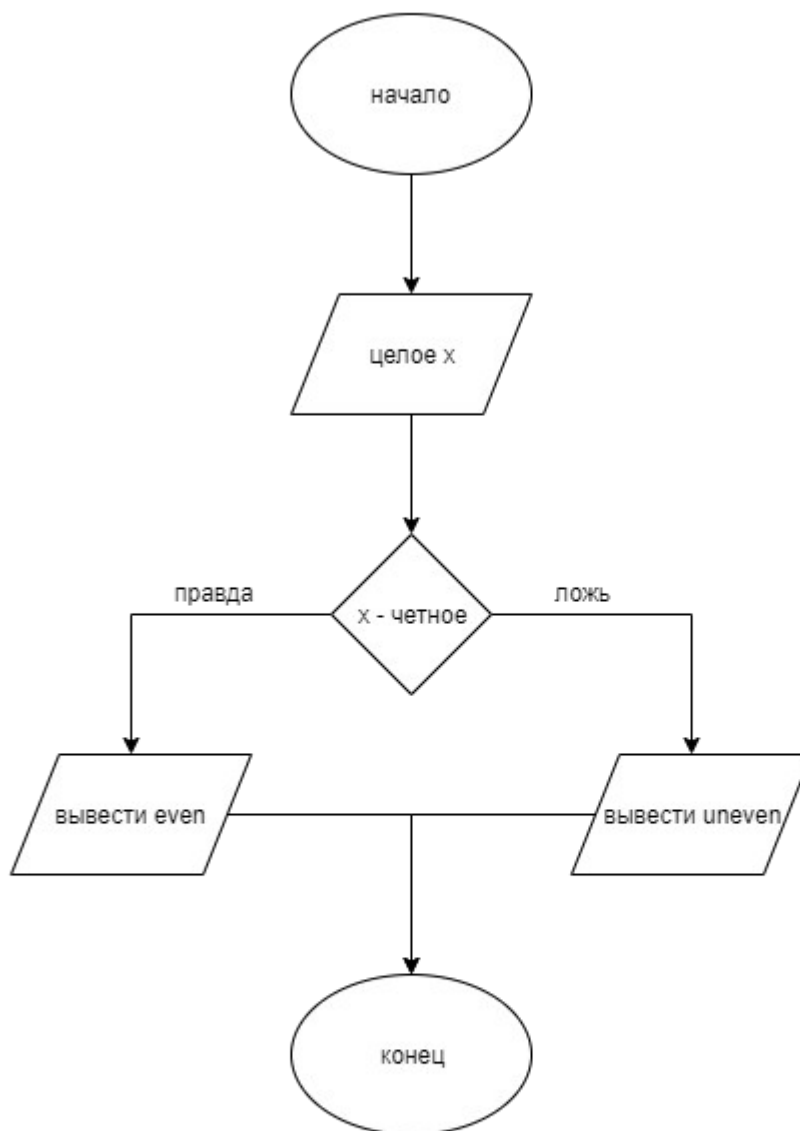 начало
целое x
правда
ложь
x - четное
вывести even
вывести uneven
конец